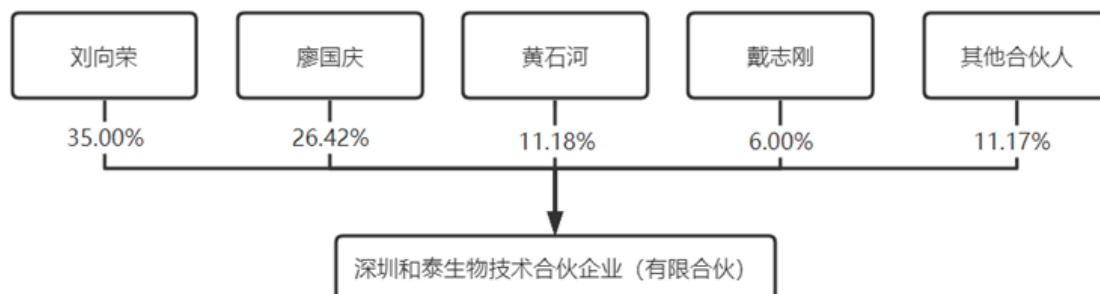 刘向荣 廖国庆 黄石河 戴志刚 其他合伙人
35.00% 26.42% 11.18% 6.00% 11.17%
深圳和泰生物技术合伙企业（有限合伙）